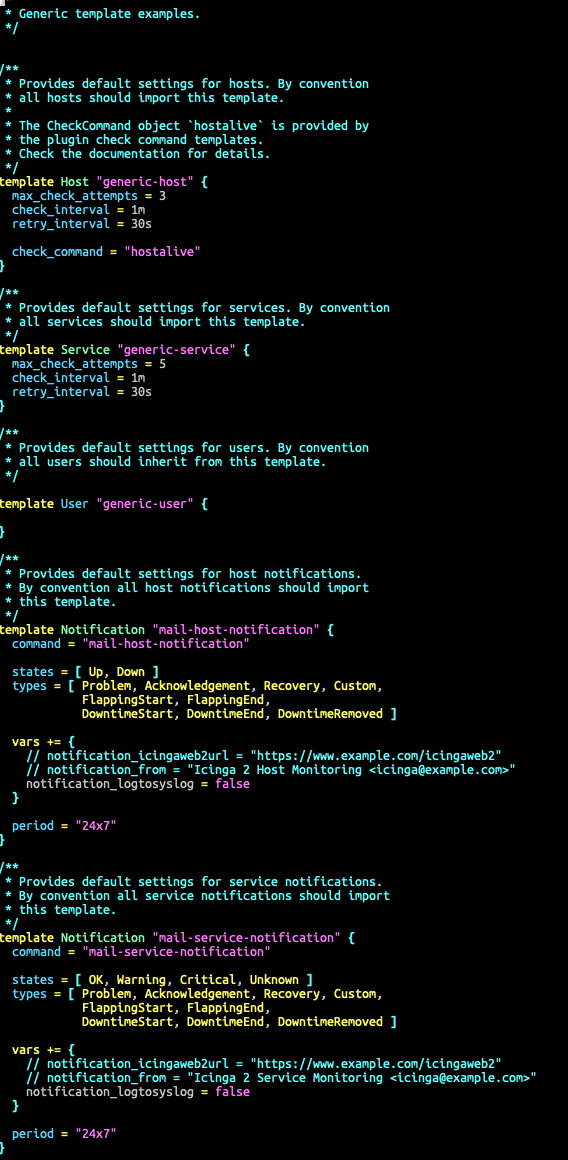 /*
 * Generic template examples.
 */
/**
 * Provides default settings for hosts. By convention
 * all hosts should import this template.
 *
 * The CheckCommand object `hostalive` is provided by
 * the plugin check command templates.
 * Check the documentation for details.
 */
template Host "generic-host" {
  max_check_attempts = 3
  check_interval = 1m
  retry_interval = 30s
  check_command = "hostalive"
}
/**
 * Provides default settings for services. By convention
 * all services should import this template.
 */
template Service "generic-service" {
  max_check_attempts = 5
  check_interval = 1m
  retry_interval = 30s
}
/**
 * Provides default settings for users. By convention
 * all users should inherit from this template.
 */
template User "generic-user" {
}
/**
 * Provides default settings for host notifications.
 * By convention all host notifications should import
 * this template.
 */
template Notification "mail-host-notification" {
  command = "mail-host-notification"
  states = [ Up, Down ]
  types = [ Problem, Acknowledgement, Recovery, Custom,
            FlappingStart, FlappingEnd,
            DowntimeStart, DowntimeEnd, DowntimeRemoved ]
  vars += {
    // notification_icingaweb2url = "https://www.example.com/icingaweb2"
    // notification_from = "Icinga 2 Host Monitoring <icinga@example.com>"
    notification_logtosyslog = false
  }
  period = "24x7"
}
/**
 * Provides default settings for service notifications.
 * By convention all service notifications should import
 * this template.
 */
template Notification "mail-service-notification" {
  command = "mail-service-notification"
  states = [ OK, Warning, Critical, Unknown ]
  types = [ Problem, Acknowledgement, Recovery, Custom,
            FlappingStart, FlappingEnd,
            DowntimeStart, DowntimeEnd, DowntimeRemoved ]
  vars += {
    // notification_icingaweb2url = "https://www.example.com/icingaweb2"
    // notification_from = "Icinga 2 Service Monitoring <icinga@example.com>"
    notification_logtosyslog = false
  }
  period = "24x7"
}